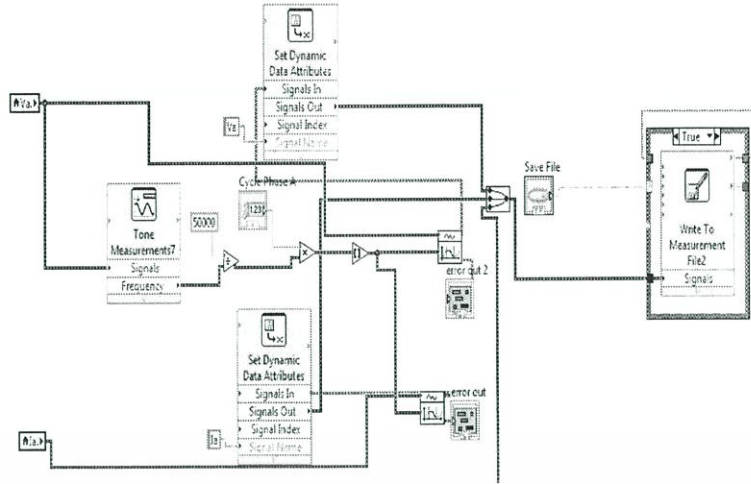 Set Dynamic
Data Attributes
Signals In
Signals Out
Signal Index
Signal Name
Va
Va
True
Save File
Cycle Phase A
123
50000
Tone
Measurements7
Signals
Frequency
Write To
Measurement
File2
Signals
error out 2
Set Dynamic
Data Attributes
Signals In
Signals Out
Signal Index
Signal Name
error out
Ia
Ia